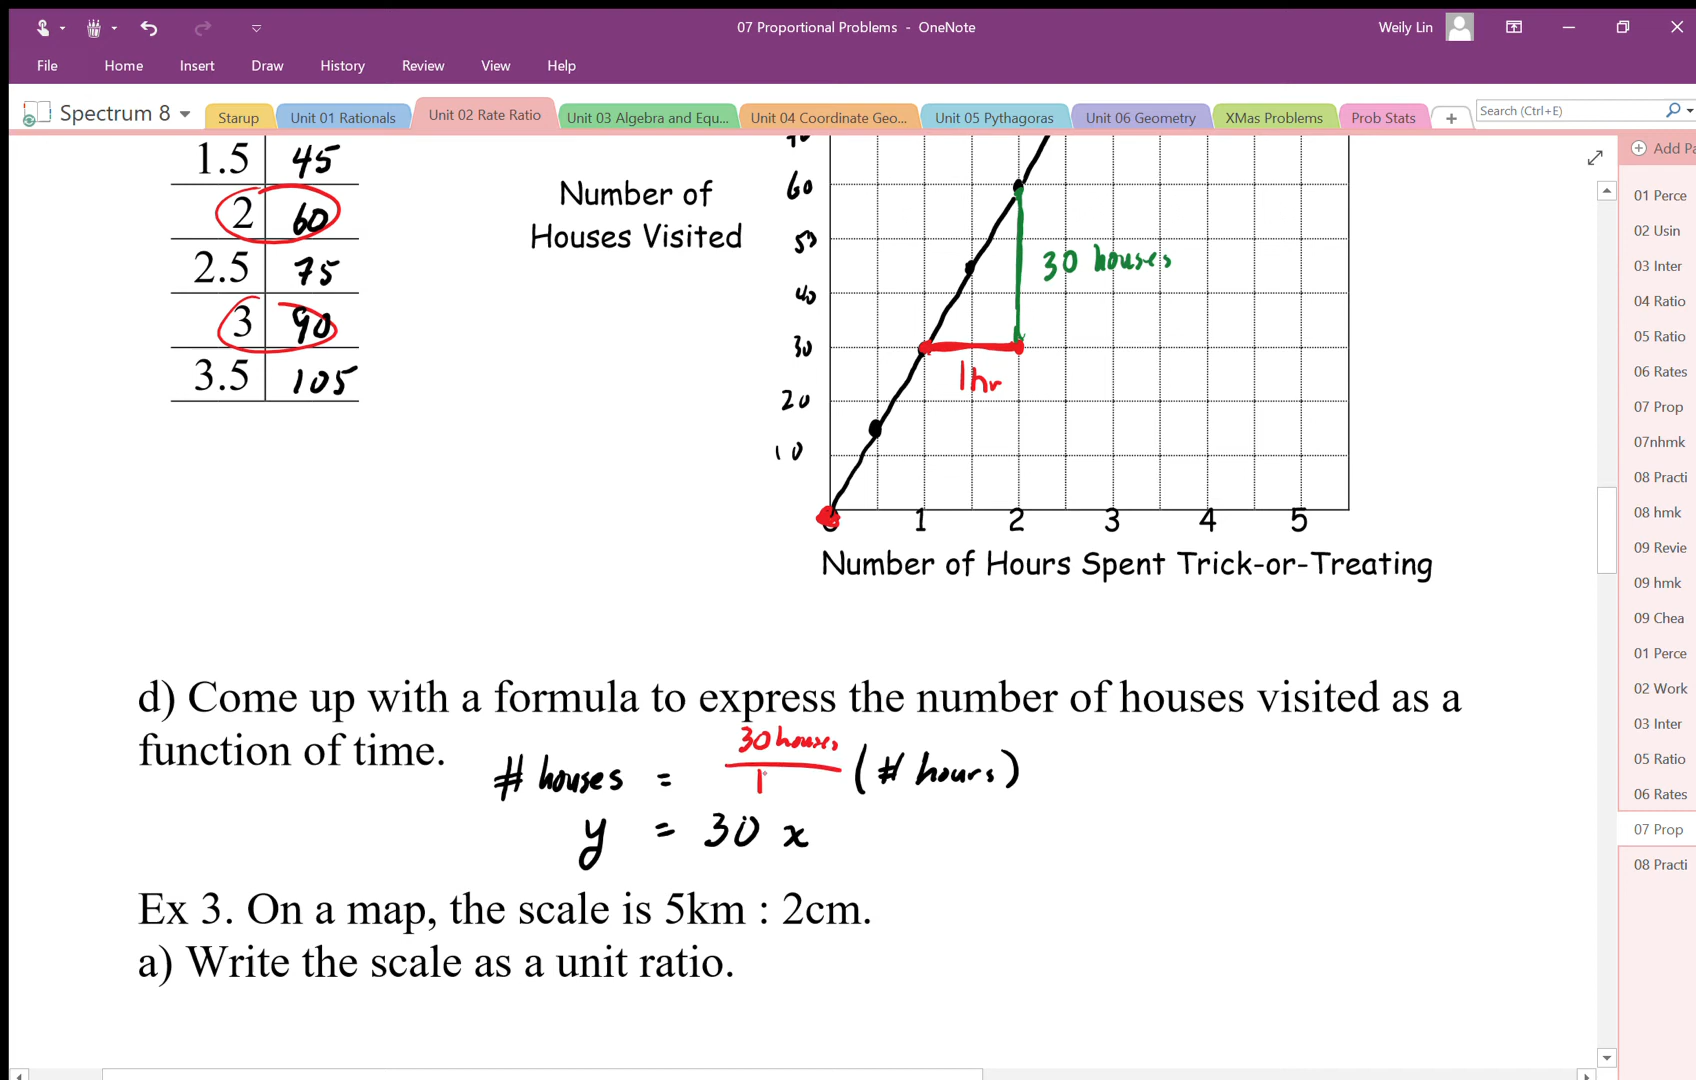 07 Proportional Problems - OneNote
Weily Lin
File Home Insert Draw History Review View Help
Spectrum 8
Starup
Unit 01 Rationals
Unit 02 Rate Ratio
Unit 03 Algebra and Equ...
Unit 04 Coordinate Geo...
Unit 05 Pythagoras
Unit 06 Geometry
XMas Problems
Prob Stats
+
Search (Ctrl+E)
Add Pa
01 Perce
02 Usin
03 Inter
04 Ratio
05 Ratio
06 Rates
07 Prop
07nhmk
08 Practi
08 hmk
09 Revie
09 hmk
09 Chea
01 Perce
02 Work
03 Inter
05 Ratio
06 Rates
07 Prop
08 Practi
1.5 45
2 60
2.5 75
3 90
3.5 105
Number of
Houses Visited
60
50
40
30
20
10
30 houses
1hr
1 2 3 4 5
Number of Hours Spent Trick-or-Treating
d) Come up with a formula to express the number of houses visited as a
function of time.
# houses = 30 houses / 1 (# hours)
y = 30 x
Ex 3. On a map, the scale is 5km : 2cm.
a) Write the scale as a unit ratio.